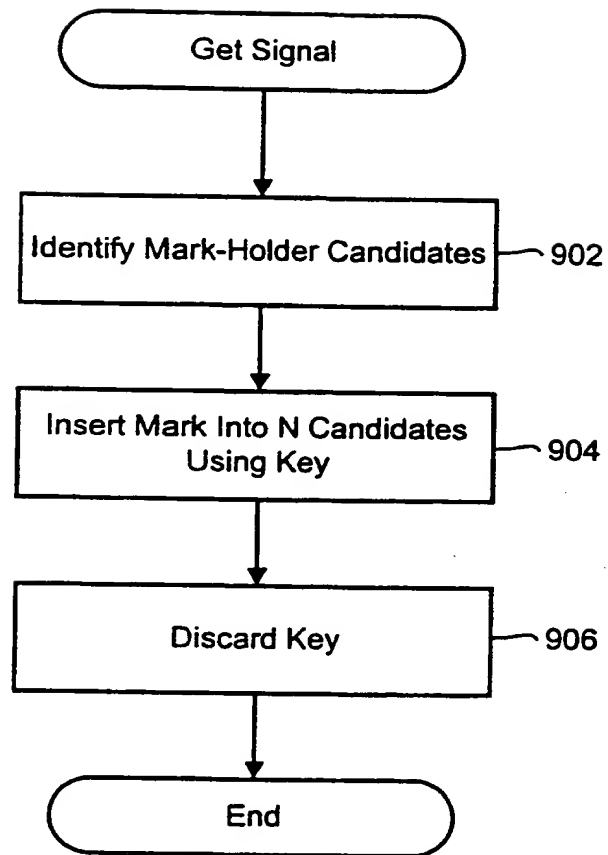 Get Signal
Identify Mark-Holder Candidates
902
Insert Mark Into N Candidates
Using Key
904
Discard Key
906
End